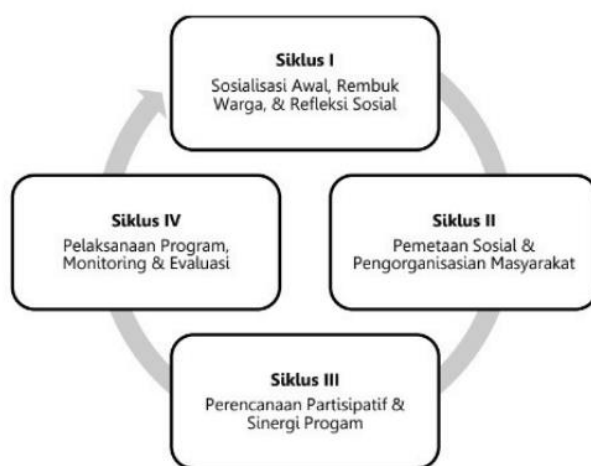 Siklus I
Sosialisasi Awal, Rembuk
Warga, & Refleksi Sosial
Siklus II
Pemetaan Sosial &
Pengorganisasian Masyarakat
Siklus III
Perencanaan Partisipatif &
Sinergi Progam
Siklus IV
Pelaksanaan Program,
Monitoring & Evaluasi